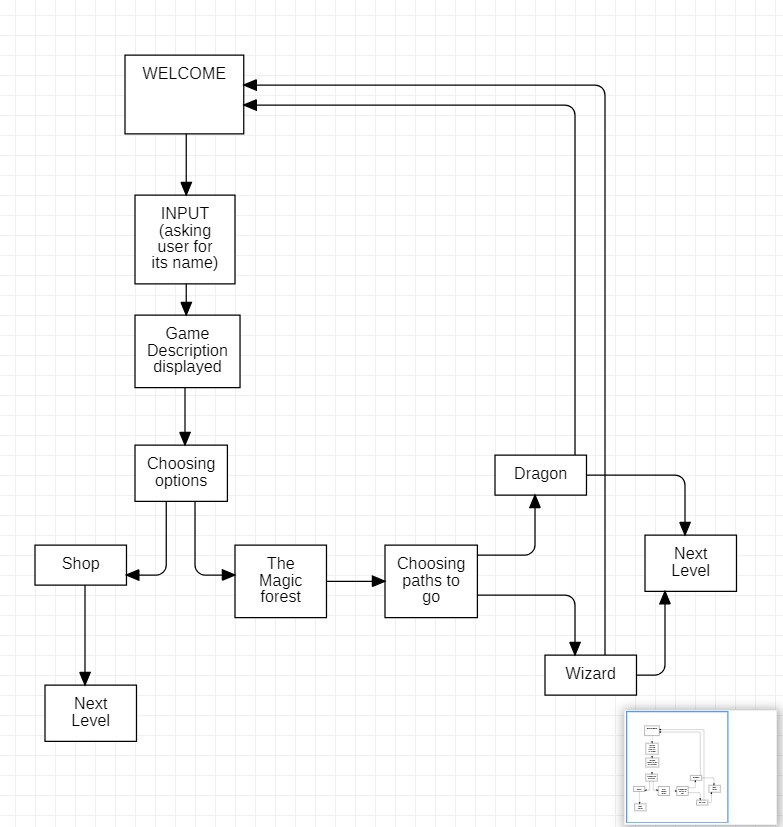 WELCOME
INPUT
(asking
user for
its name)
Game
Description
displayed
Choosing
options
Shop
The
Magic
forest
Choosing
paths to
go
Dragon
Next
Level
Wizard
Next
Level